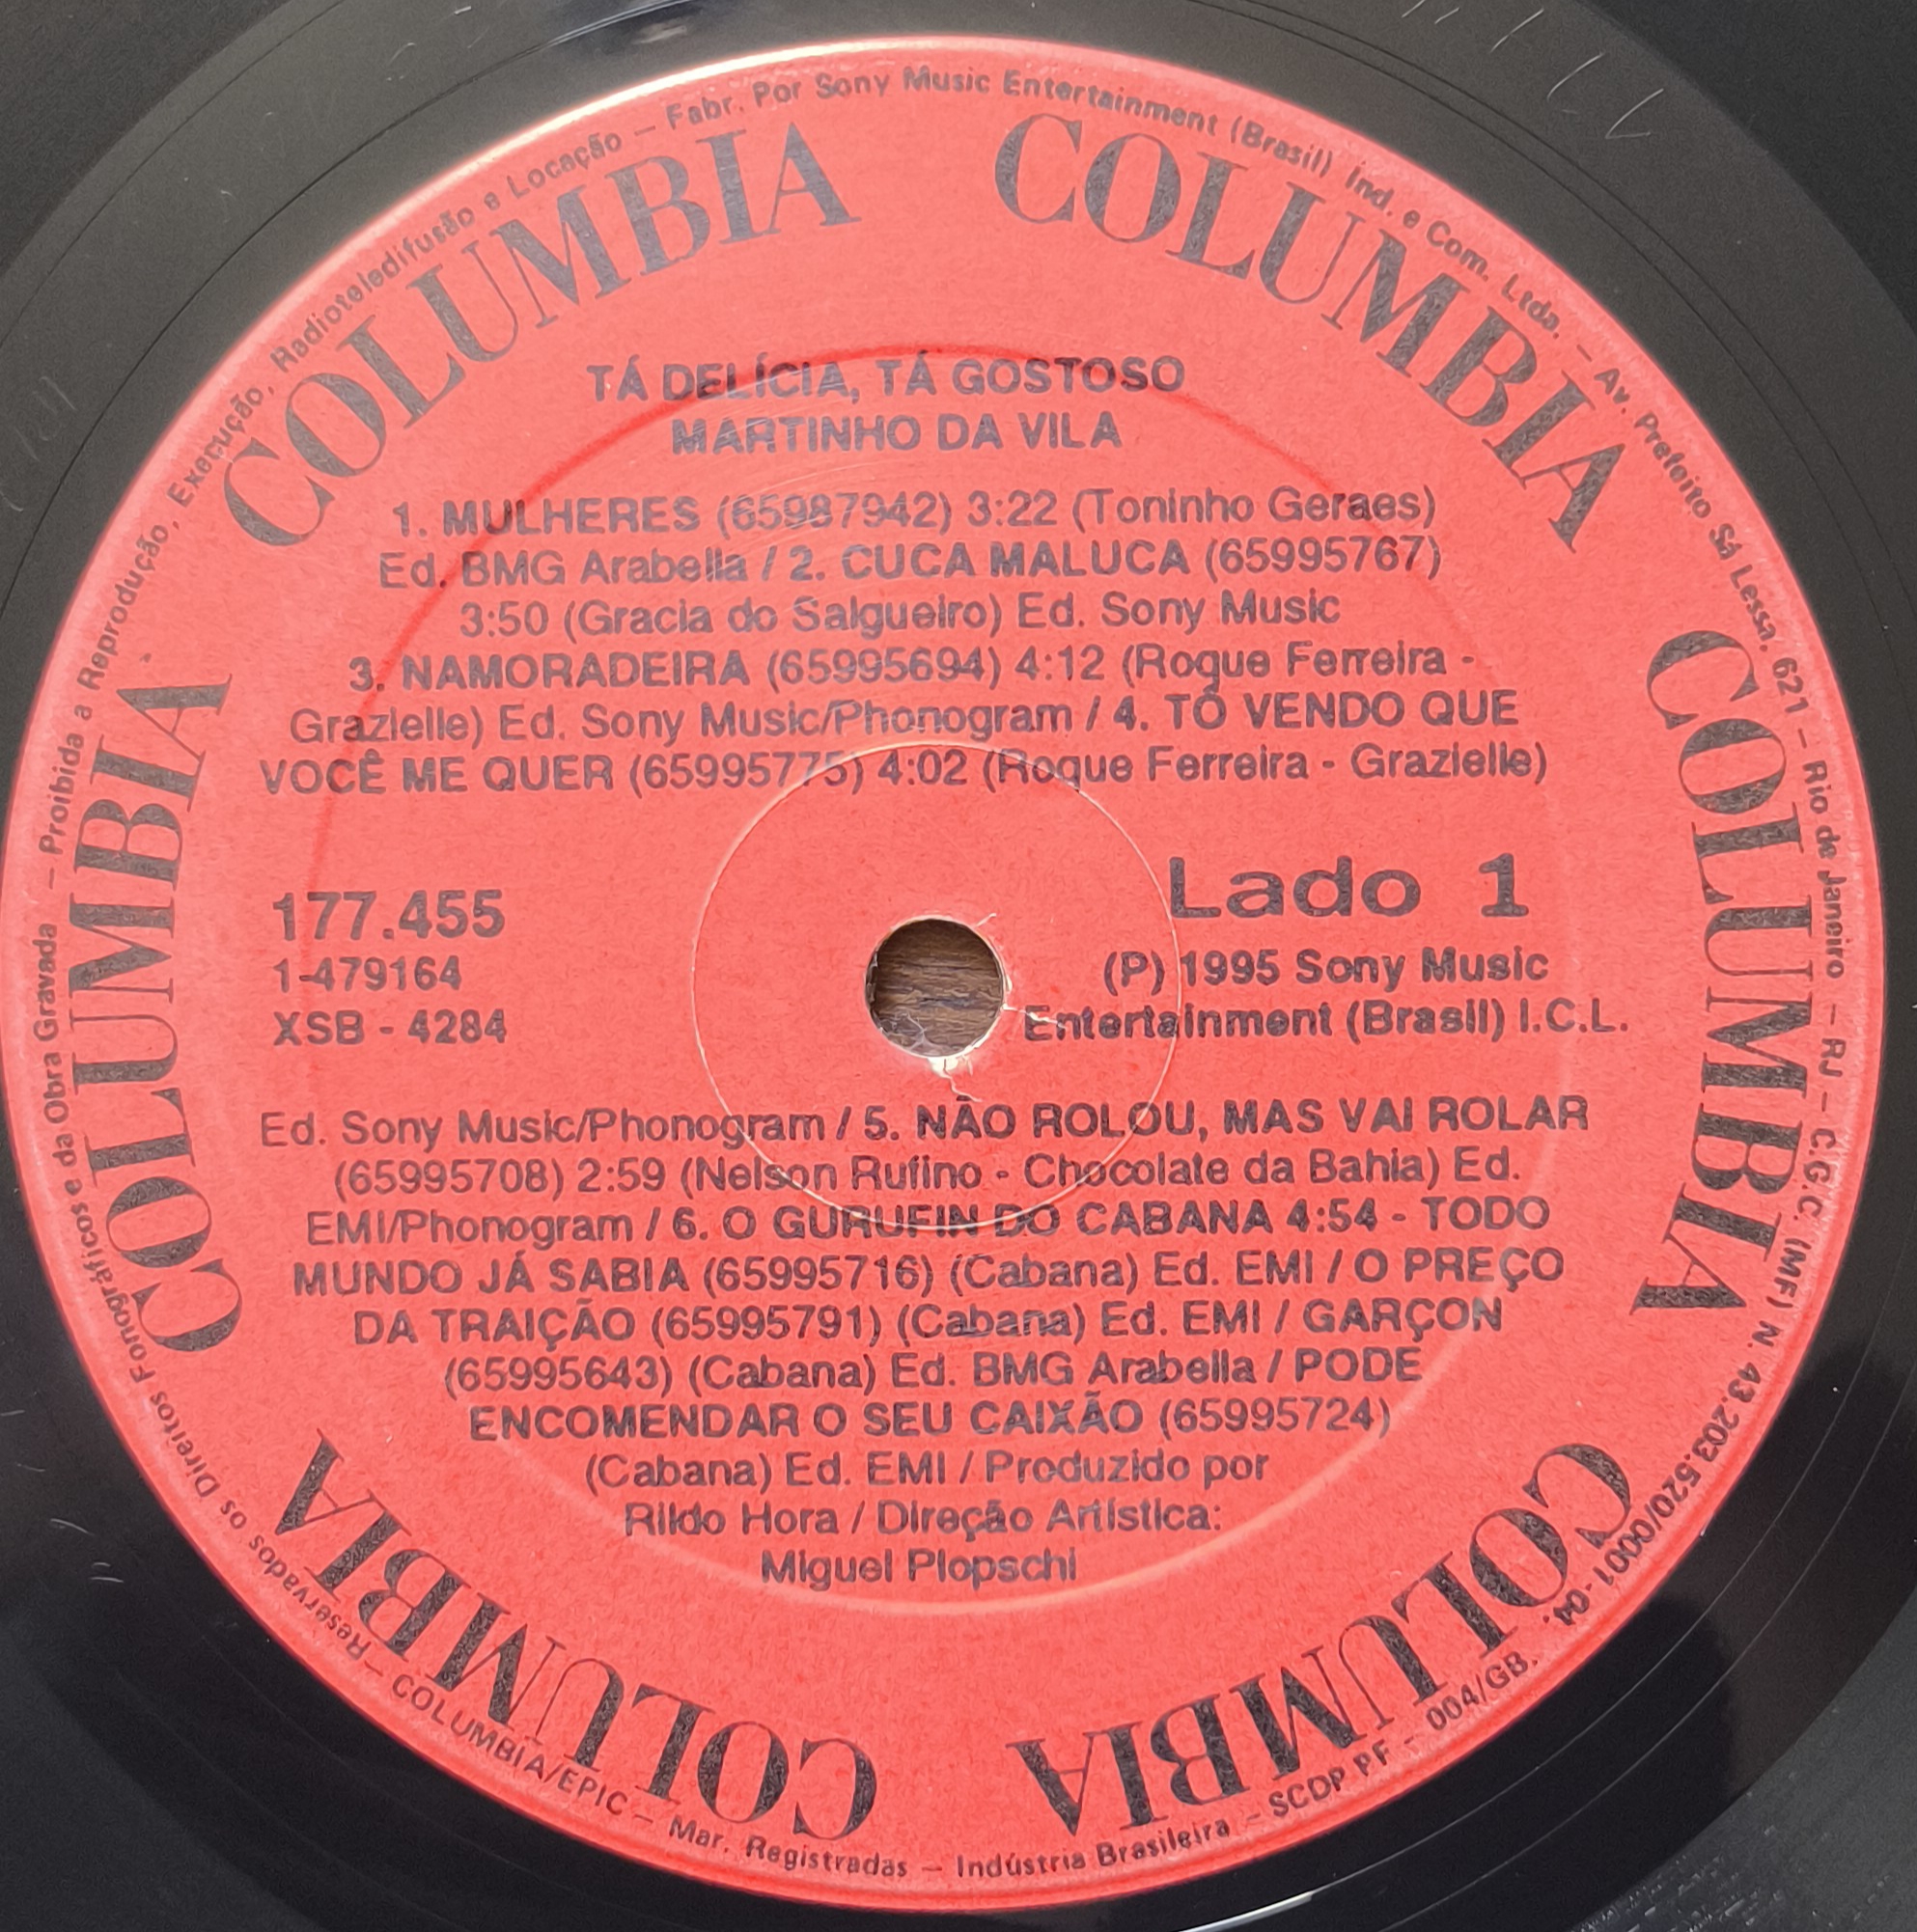 TÁ DELÍCIA, TÁ GOSTOSO
MARTINHO DA VILA
1. MULHERES (65987942) 3:22 (Toninho Geraes)
Ed. BMG Arabella / 2. CUCA MALUCA (65995767)
3:50 (Gracia do Salgueiro) Ed. Sony Music
3. NAMORADEIRA (65995694) 4:12 (Roque Ferreira -
Grazielle) Ed. Sony Music/Phonogram / 4. TÔ VENDO QUE
VOCÊ ME QUER (65995775) 4:02 (Roque Ferreira - Grazielle)
177.455
1-479164
XSB - 4284
Lado 1
(P) 1995 Sony Music
Entertainment (Brasil) I.C.L.
Ed. Sony Music/Phonogram / 5. NÃO ROLOU, MAS VAI ROLAR
(65995708) 2:59 (Nelson Rufino - Chocolate da Bahia) Ed.
EMI/Phonogram / 6. O GURUFIN DO CABANA 4:54 - TODO
MUNDO JÁ SABIA (65995716) (Cabana) Ed. EMI / O PREÇO
DA TRAIÇÃO (65995791) (Cabana) Ed. EMI / GARÇON
(65995643) (Cabana) Ed. BMG Arabella / PODE
ENCOMENDAR O SEU CAIXÃO (65995724)
(Cabana) Ed. EMI / Produzido por
Rildo Hora / Direção Artística:
Miguel Plopschi
COLUMBIA
COLUMBIA
COLUMBIA
COLUMBIA
COLUMBIA
COLUMBIA
COLUMBIA/EPIC – Mar. Registradas – Indústria Brasileira – SCDP PF – 004/GB.
Reservados os Direitos Fonográficos e da Obra Gravada – Proibida a Reprodução, Execução, Radioteledifusão e Locação – Fabr. Por Sony Music Entertainment (Brasil) Ind. e Com. Ltda. – Av. Prefeito Sá Lessa, 621 – Rio de Janeiro – RJ – C.G.C. (MF) N. 43.203.520/0001-04.